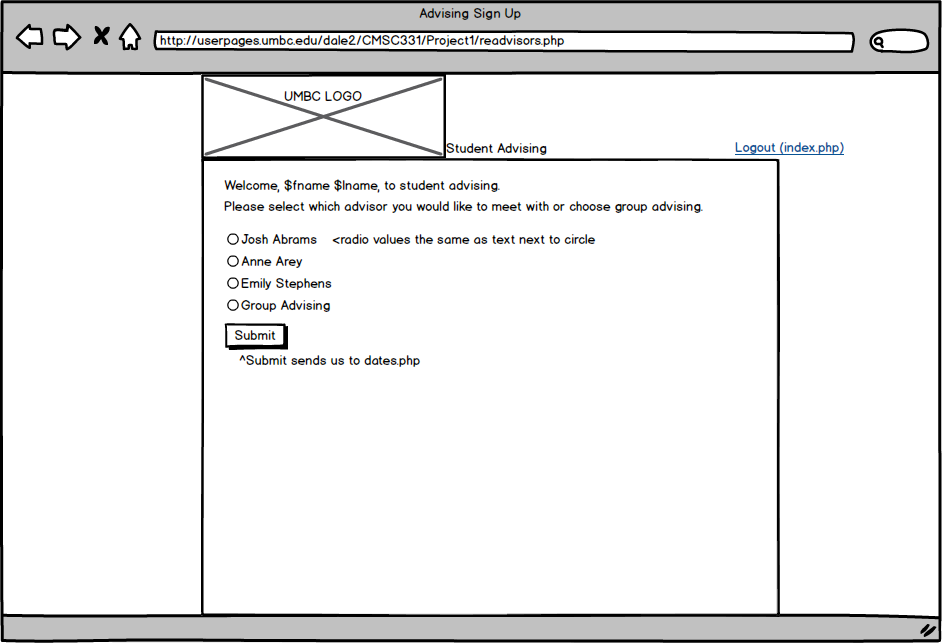 Advising Sign Up
http://userpages.umbc.edu/dale2/CMSC331/Project1/readvisors.php
UMBC LOGO
Student Advising
Logout (index.php)
Welcome, $fname $lname, to student advising.
Please select which advisor you would like to meet with or choose group advising.
Josh Abrams <radio values the same as text next to circle
Anne Arey
Emily Stephens
Group Advising
Submit
^Submit sends us to dates.php